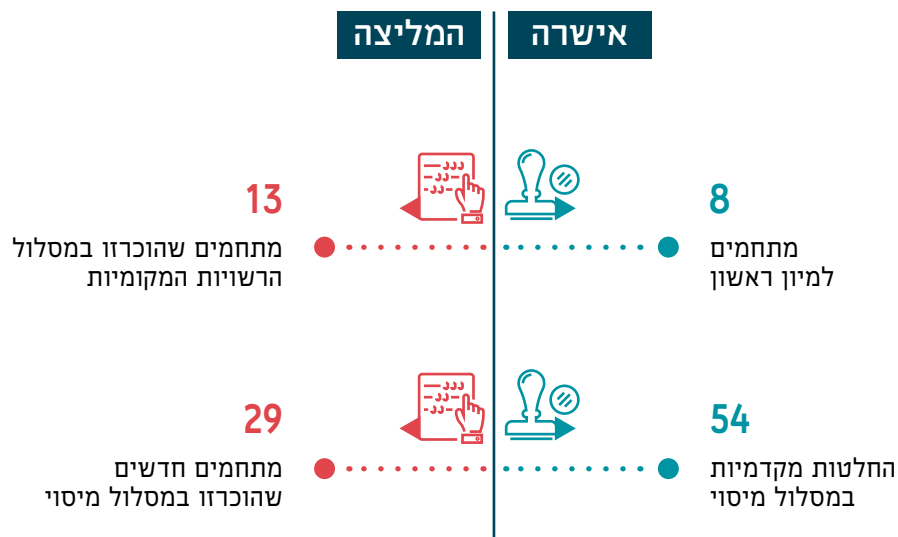 אישרה
המליצה
8
מתחמים
למיון ראשון
13
מתחמים שהוכרזו במסלול
הרשויות המקומיות
54
החלטות מקדמיות
במסלול מיסוי
29
מתחמים חדשים
שהוכרזו במסלול מיסוי